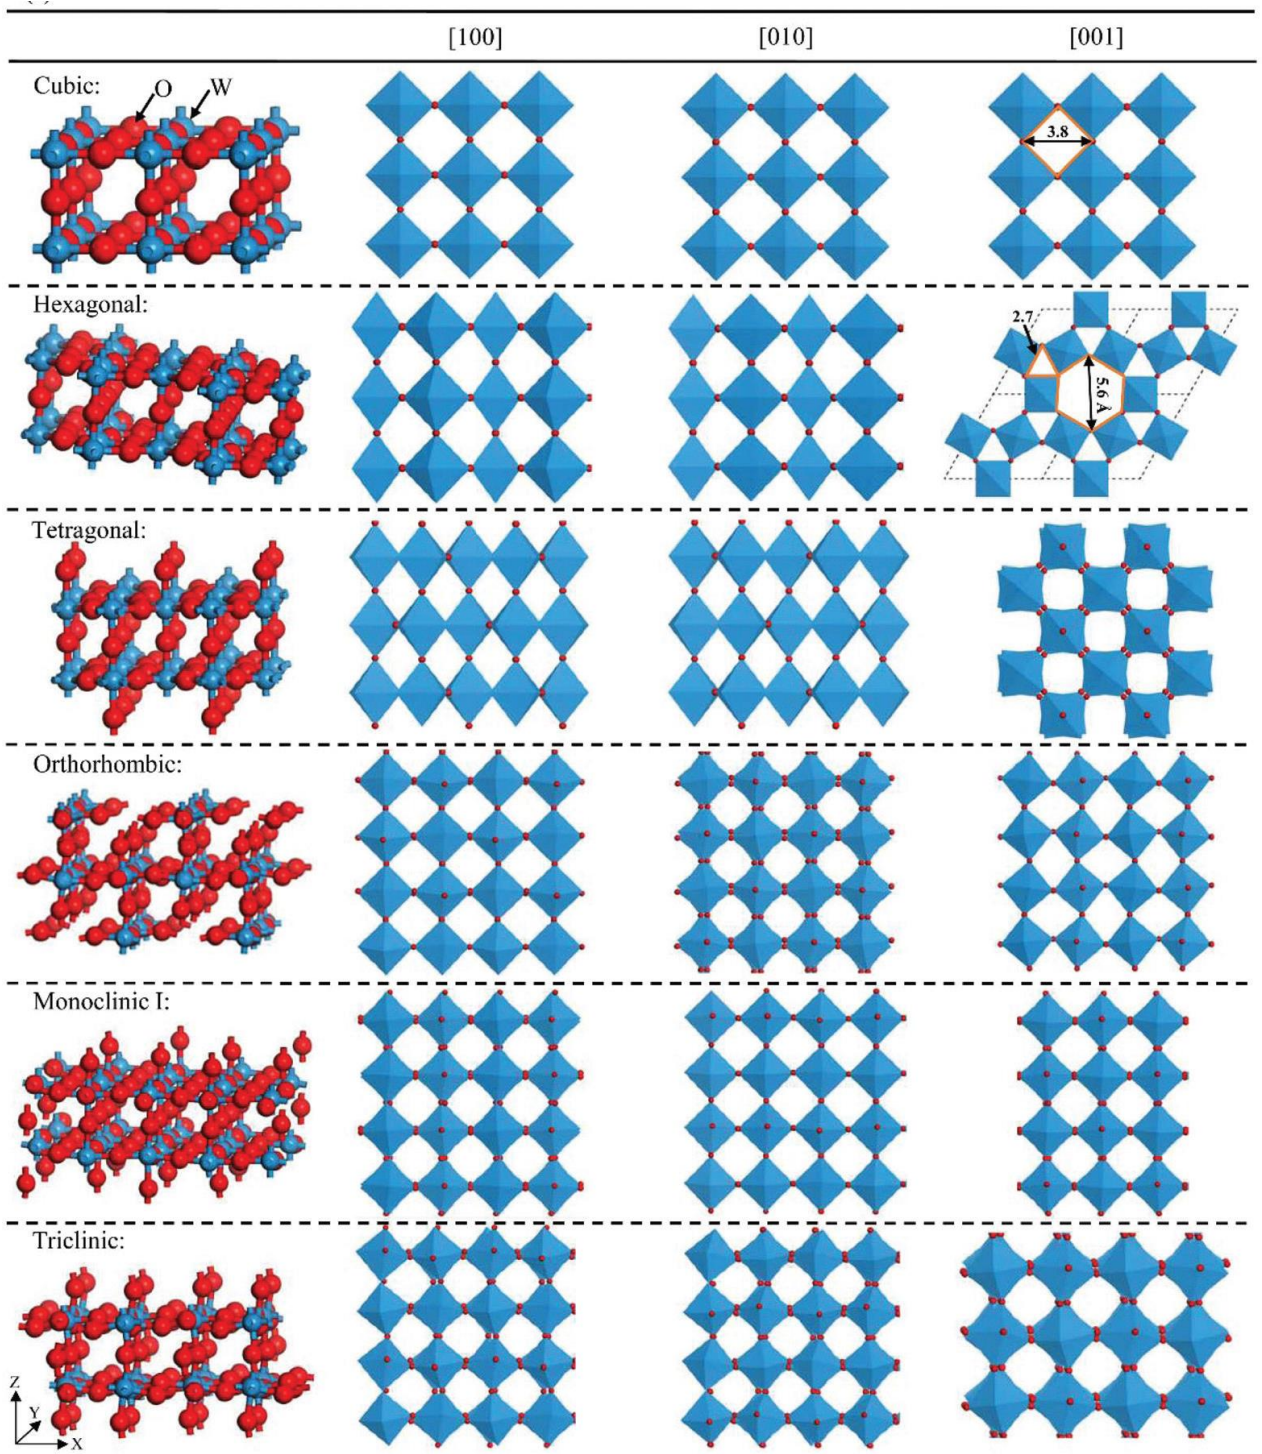 [100] [010] [001]
Cubic:
O W
3.8
Hexagonal:
2.7
5.6 Å
Tetragonal:
Orthorhombic:
Monoclinic I:
Triclinic:
Z
Y
X